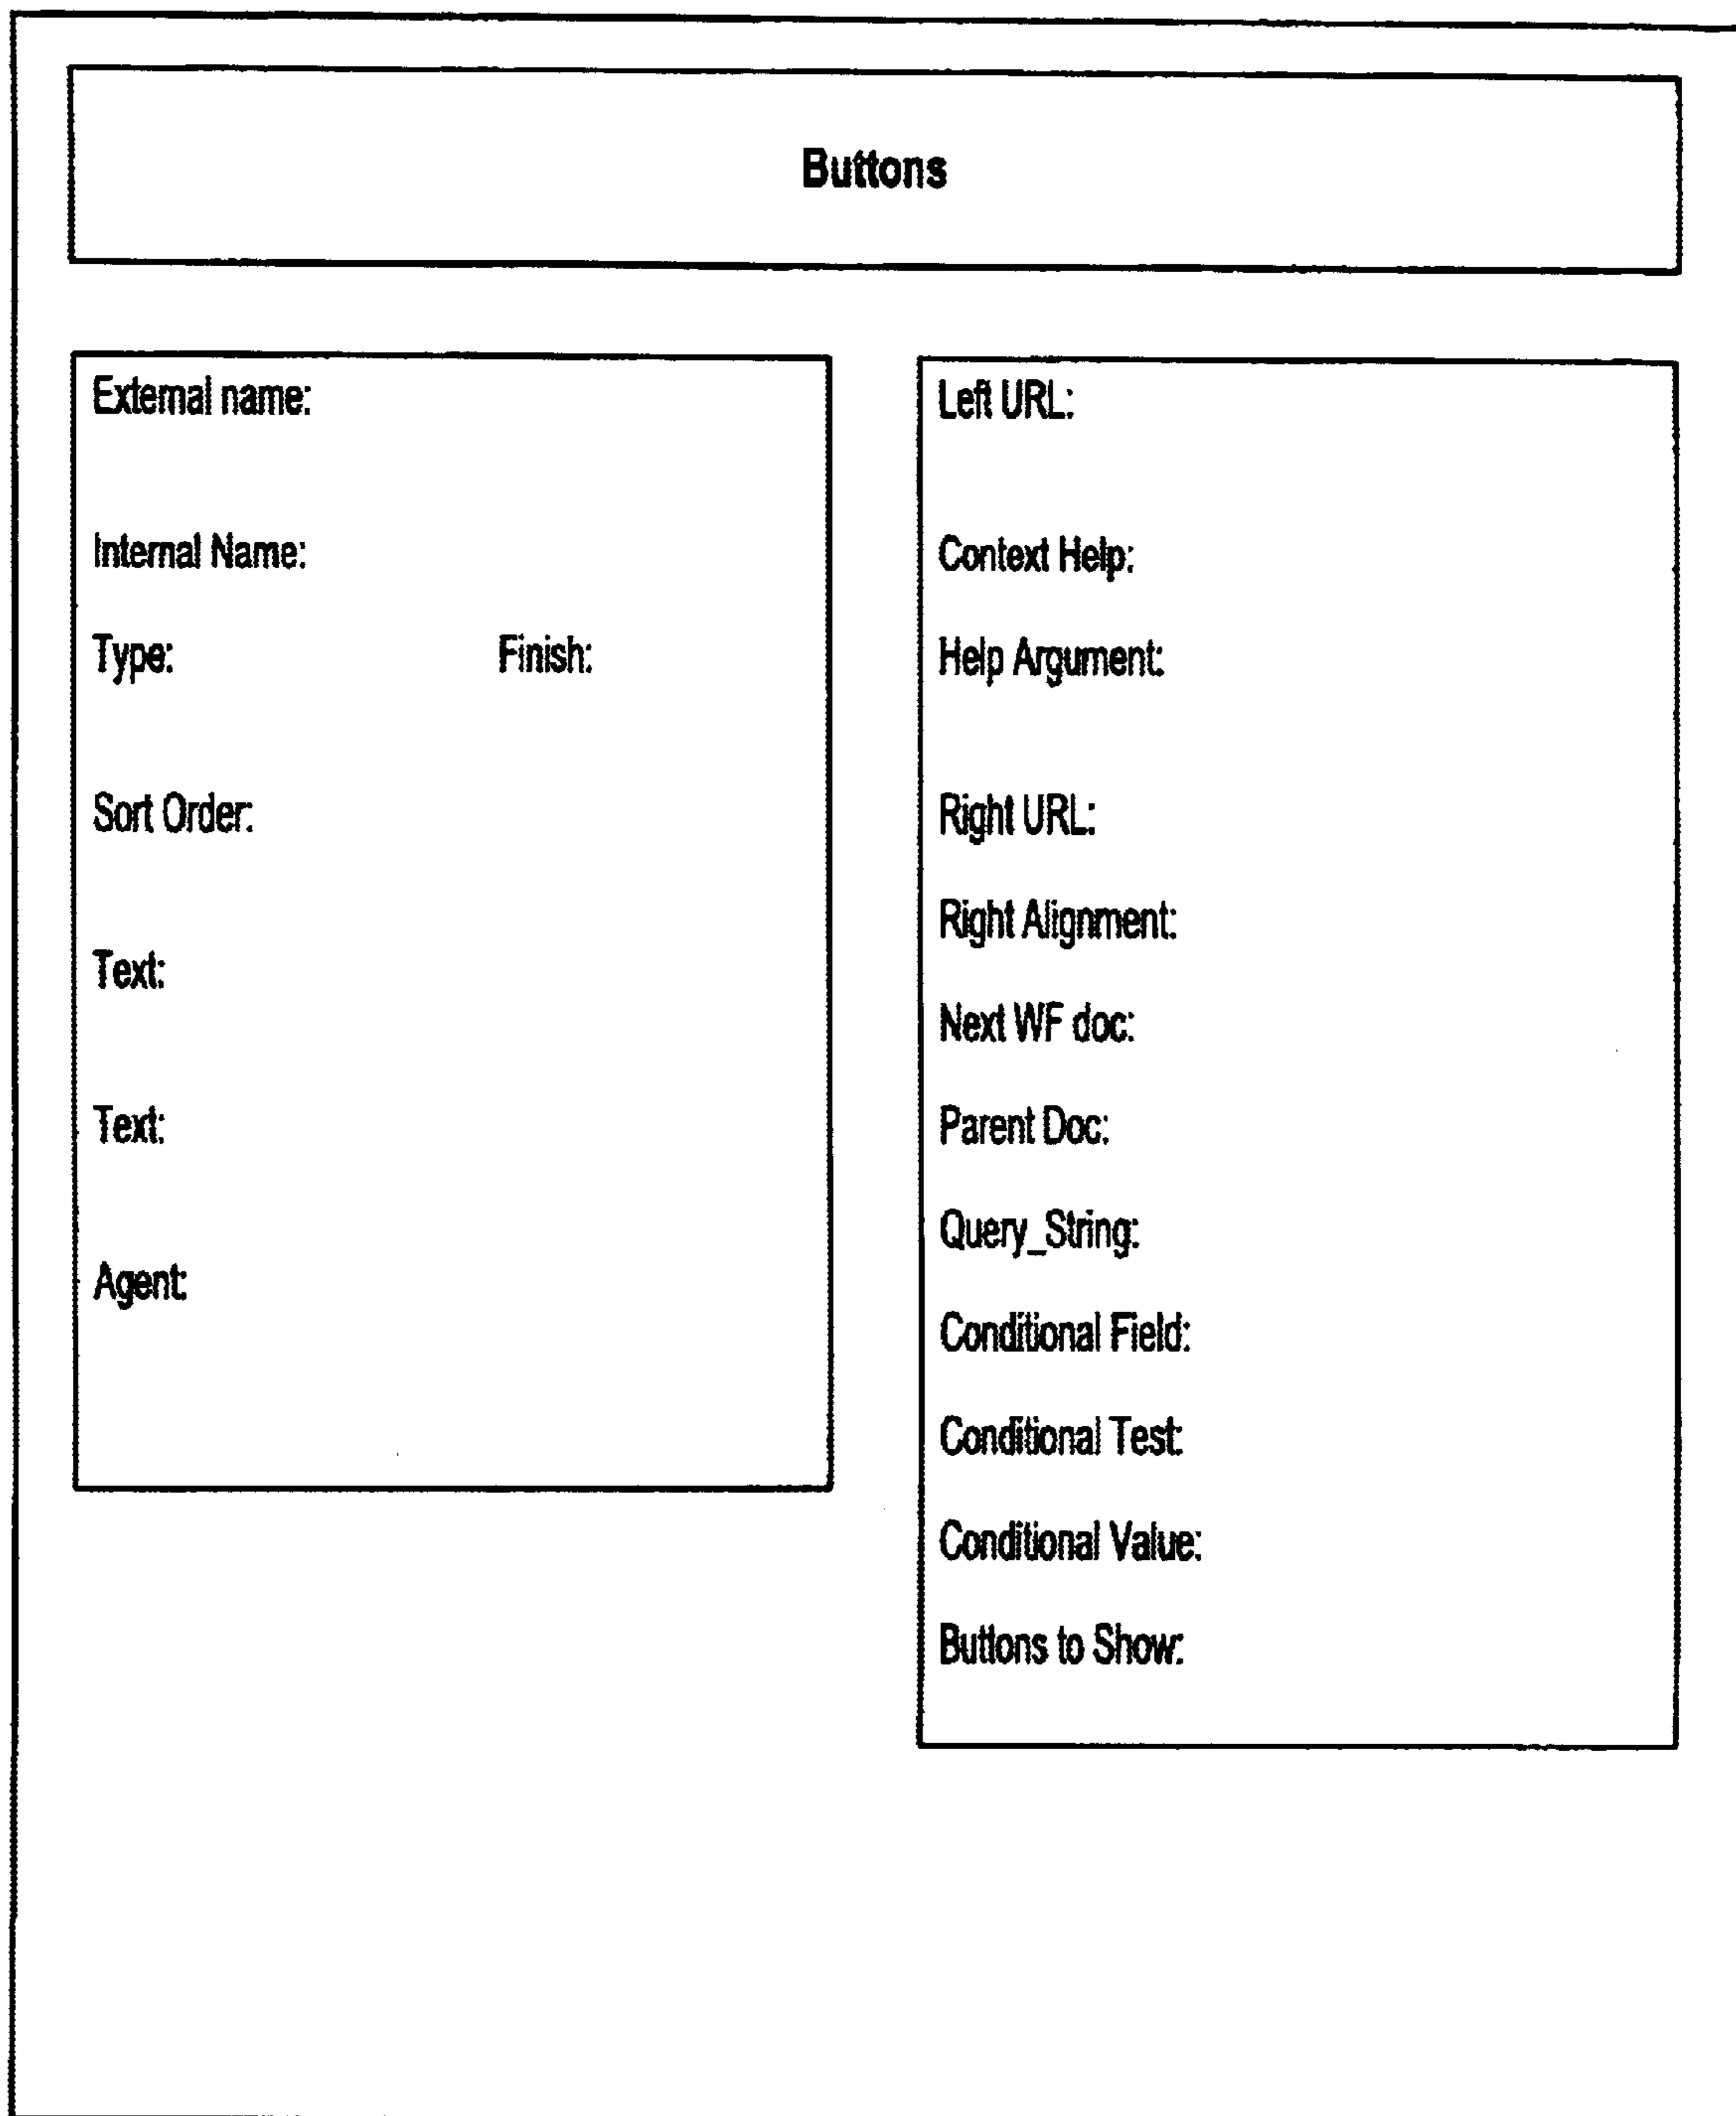 Buttons
External name:
Internal Name:
Type: Finish:
Sort Order:
Text:
Text:
Agent:
Left URL:
Context Help:
Help Argument:
Right URL:
Right Alignment:
Next WF doc:
Parent Doc:
Query_String:
Conditional Field:
Conditional Test:
Conditional Value:
Buttons to Show: